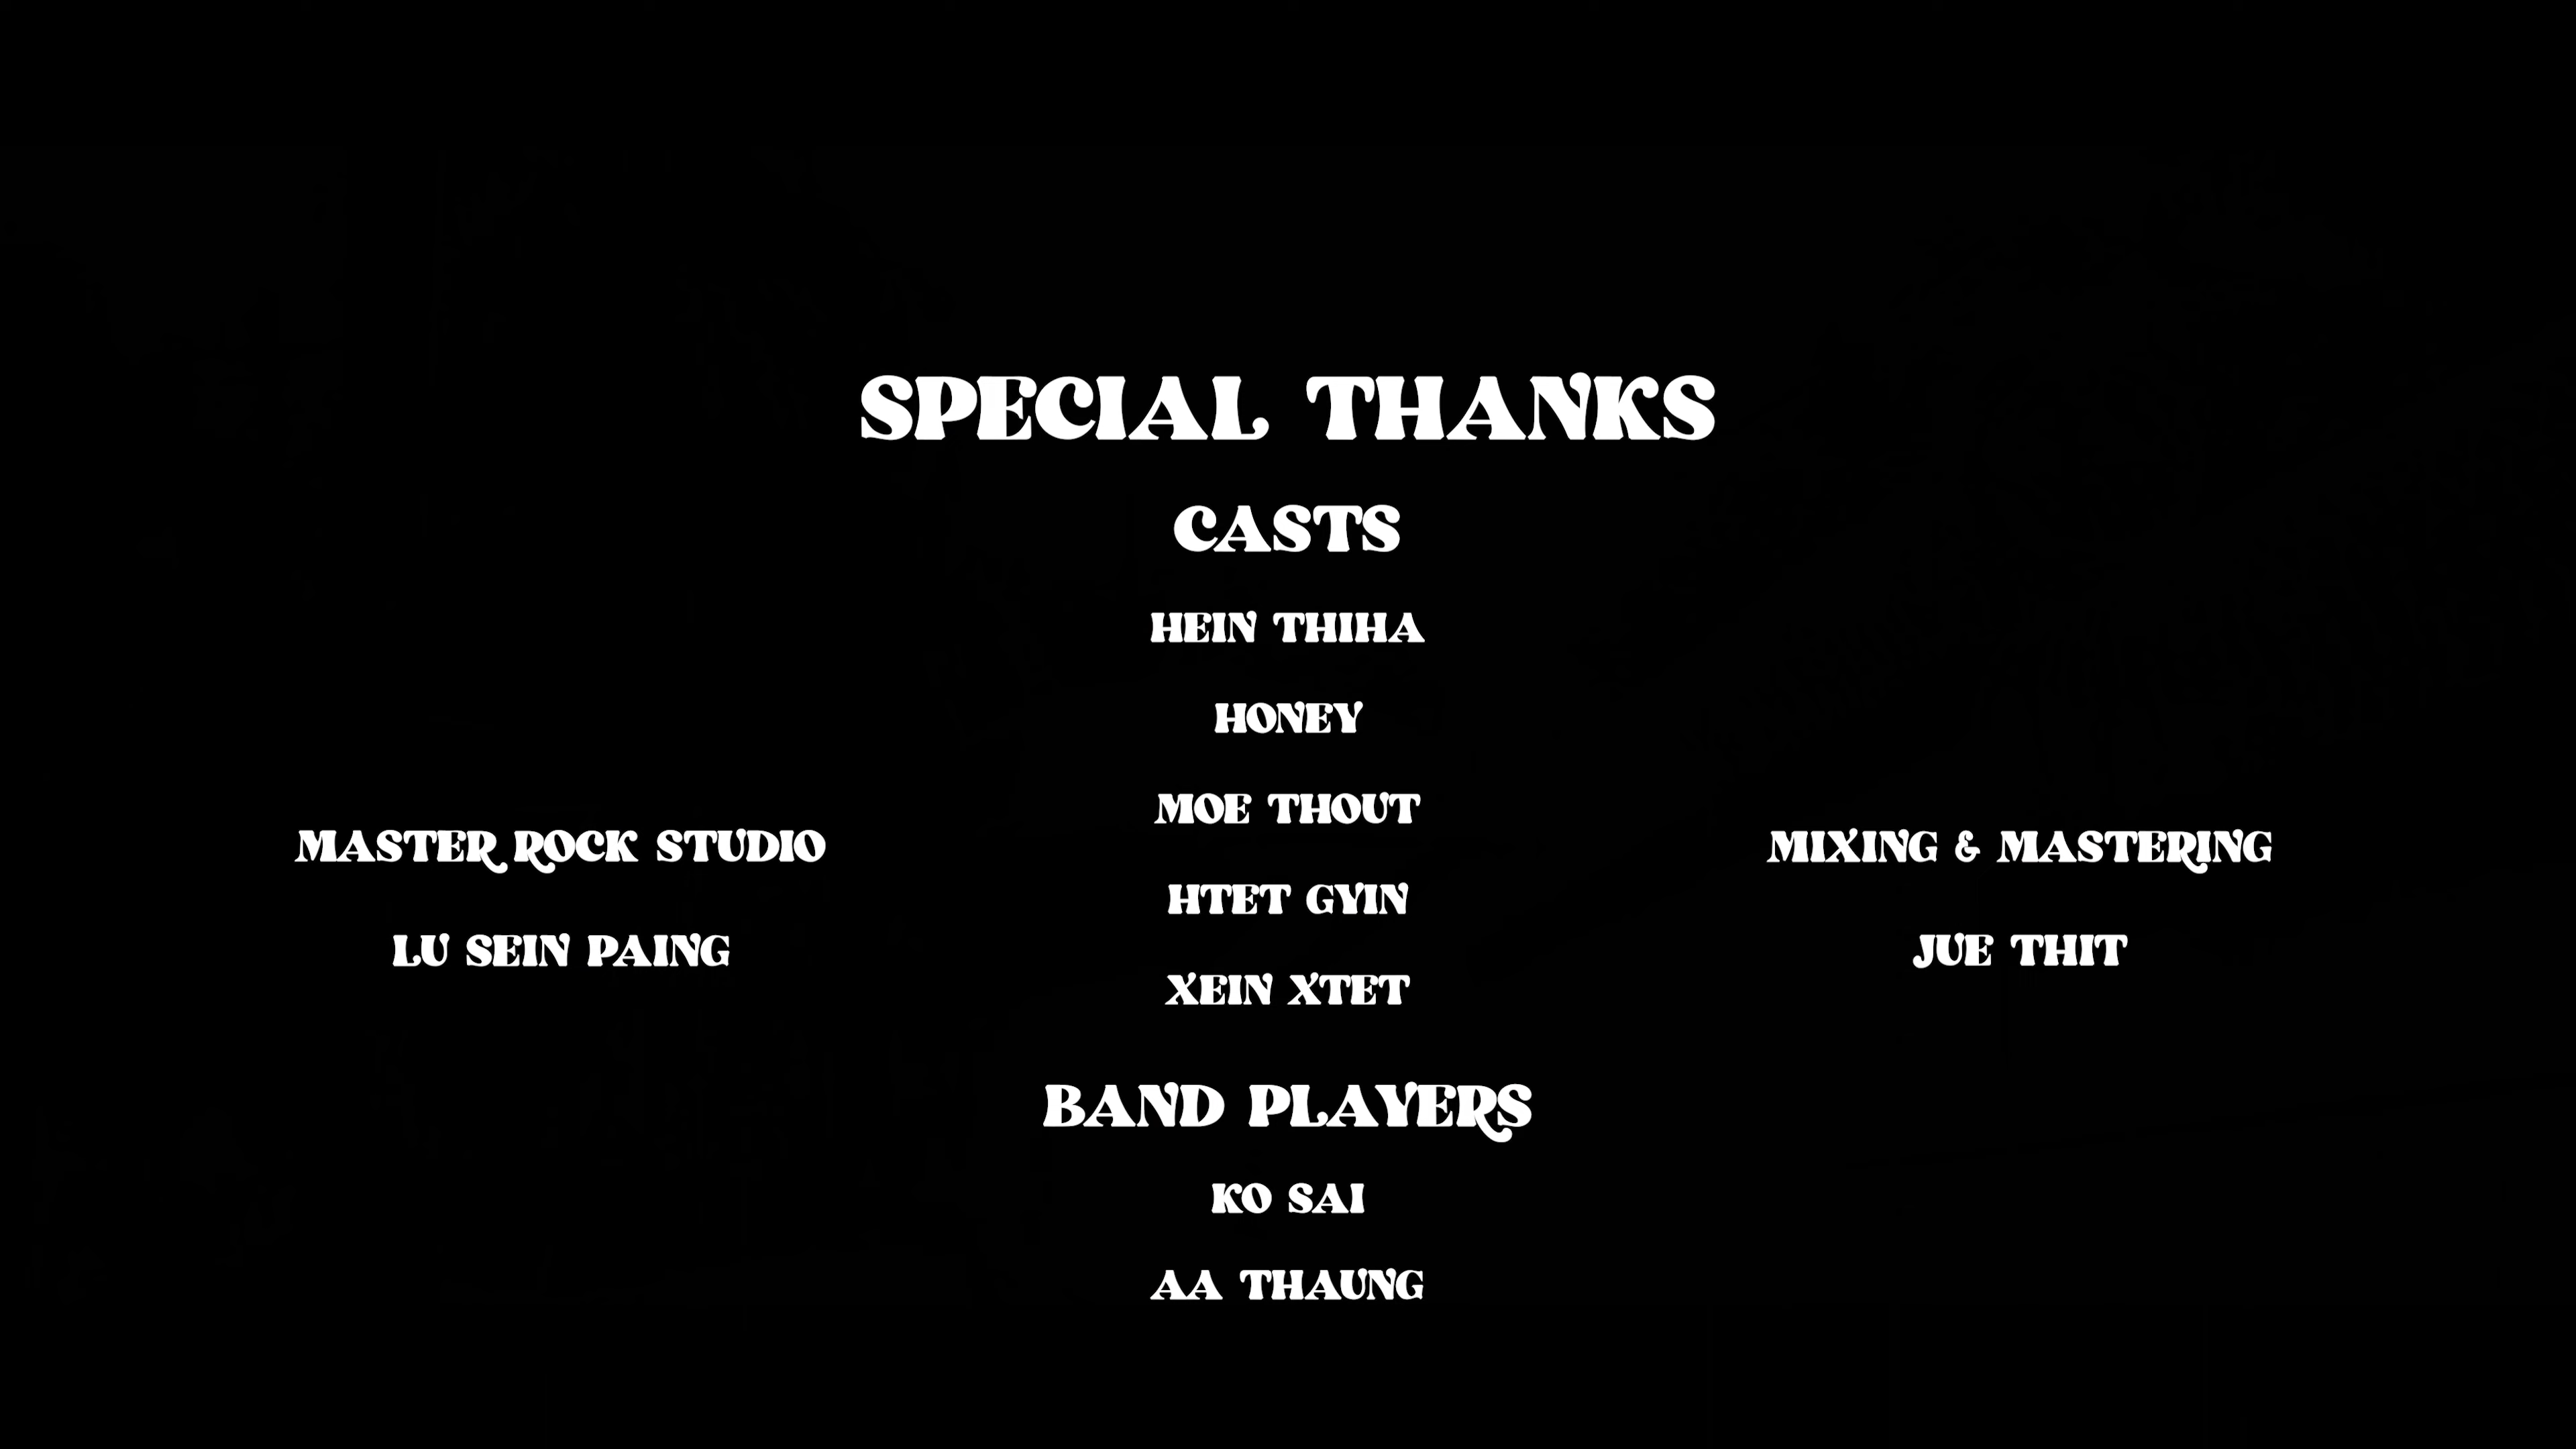 SPECIAL THANKS
CASTS
HEIN THIHA
HONEY
MOE THOUT
HTET GYIN
XEIN XTET
MASTER ROCK STUDIO
LU SEIN PAING
MIXING & MASTERING
JUE THIT
BAND PLAYERS
KO SAI
AA THAUNG